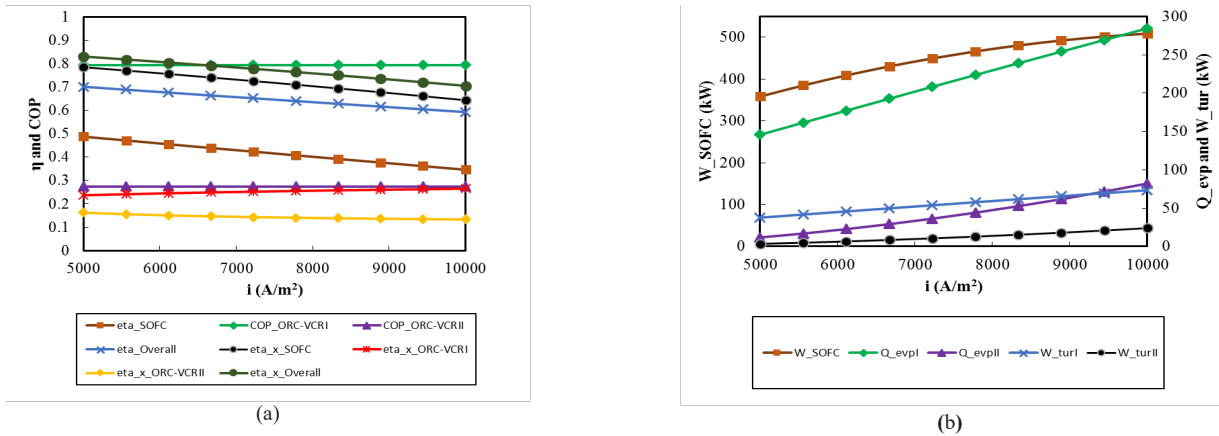 1
0.9
0.8
0.7
0.6
0.5
0.4
0.3
0.2
0.1
0
η and COP
5000 6000 7000 8000 9000 10000
i (A/m²)
eta_SOFC COP_ORC-VCRI COP_ORC-VCRII
eta_Overall eta_x_SOFC eta_x_ORC-VCRI
eta_x_ORC-VCRII eta_x_Overall
(a)
500
400
300
200
100
0
W_SOFC (kW)
300
250
200
150
100
50
0
Q_evp and W_tur (kW)
5000 6000 7000 8000 9000 10000
i (A/m²)
W_SOFC Q_evpI Q_evpII W_turI W_turII
(b)